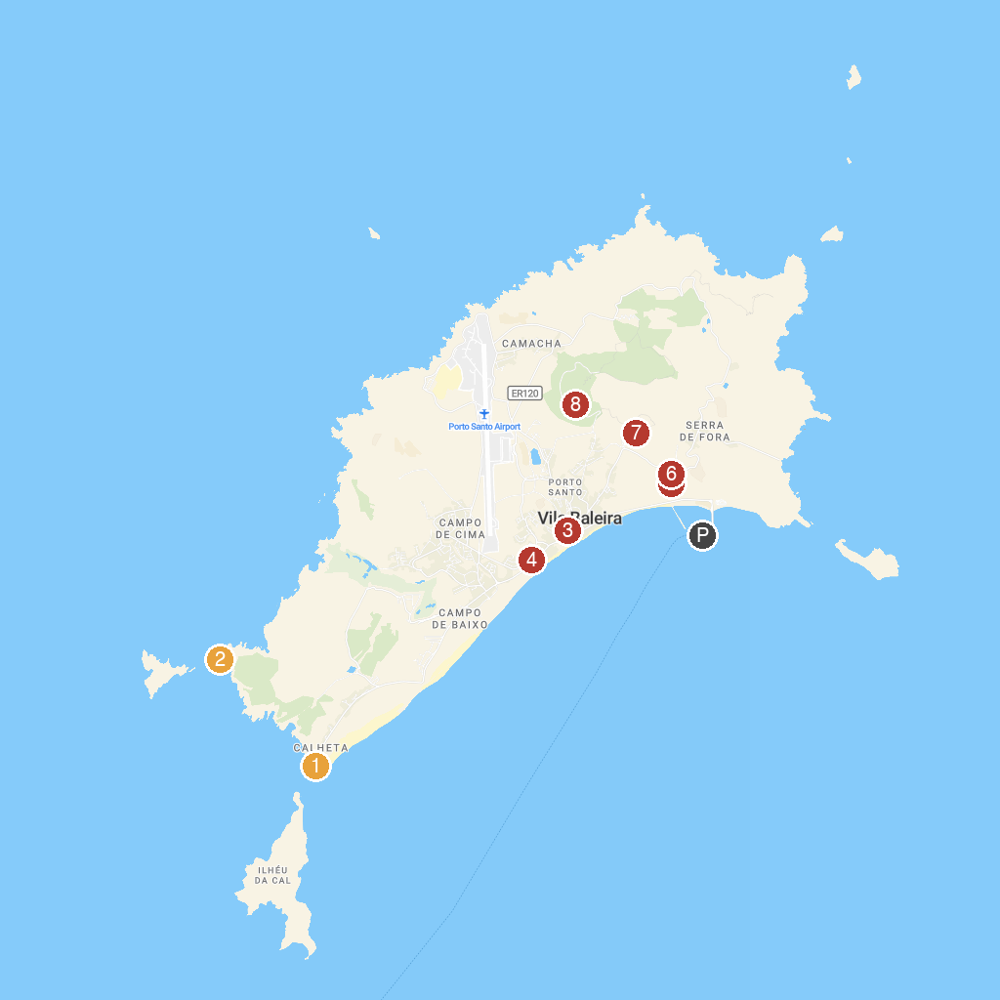 CAMACHA
ER120
8
Porto Santo Airport
7
SERRA
DE FORA
6
PORTO
SANTO
Vila Baleira
CAMPO
DE CIMA
3
P
4
CAMPO
DE BAIXO
2
CALHETA
1
ILHÉU
DA CAL